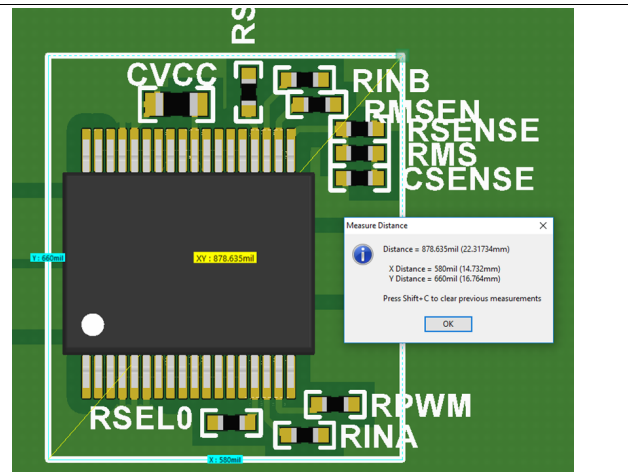 RS
CVCC
RINB
RMSEN
RSENSE
RMS
CSENSE
Measure Distance
Distance = 878.635mil (22.31734mm)
X Distance = 580mil (14.732mm)
Y Distance = 660mil (16.764mm)
Press Shift+C to clear previous measurements
OK
Y : 660mil
XY : 878.635mil
RSEL0
RPWM
RINA
X : 580mil